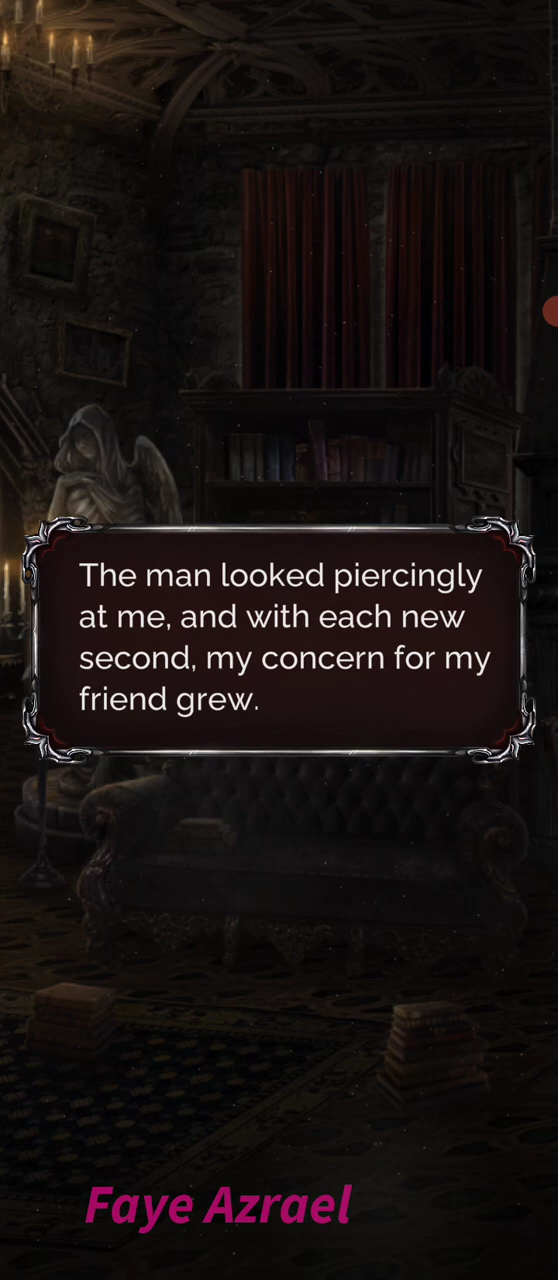 The man looked piercingly
at me, and with each new
second, my concern for my
friend grew.
Faye Azrael